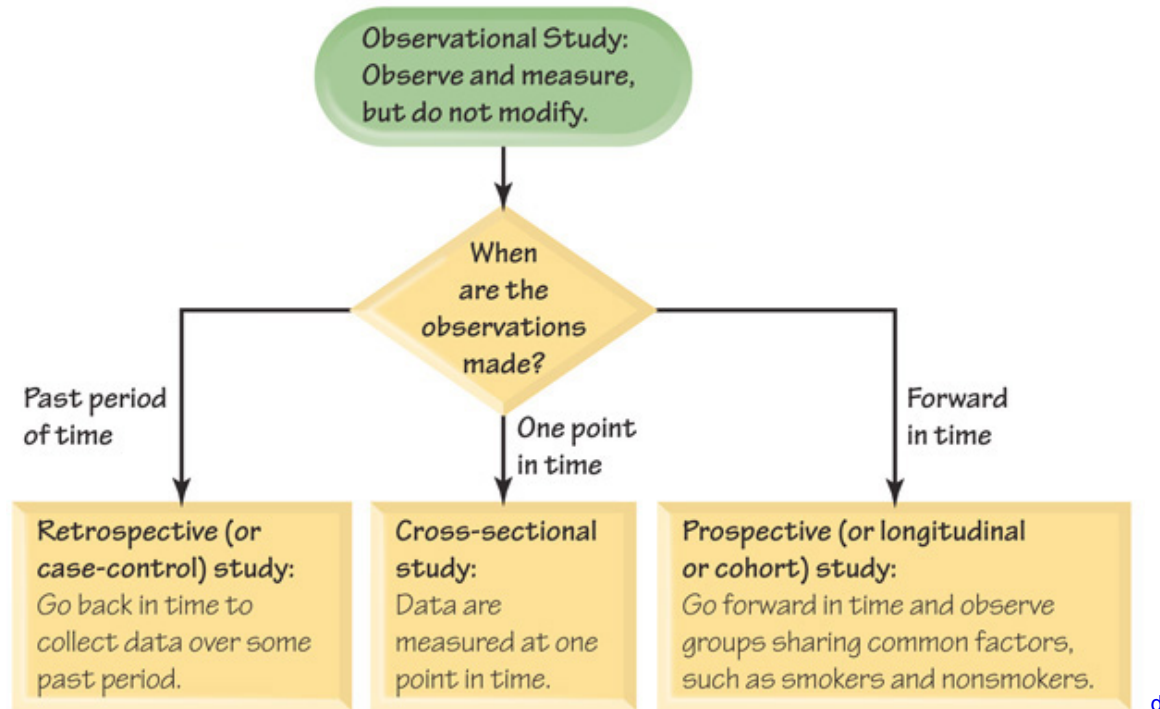 Observational Study:
Observe and measure,
but do not modify.
When
are the
observations
made?
Past period
of time
One point
in time
Forward
in time
Retrospective (or
case-control) study:
Go back in time to
collect data over some
past period.
Cross-sectional
study:
Data are
measured at one
point in time.
Prospective (or longitudinal
or cohort) study:
Go forward in time and observe
groups sharing common factors,
such as smokers and nonsmokers.
d